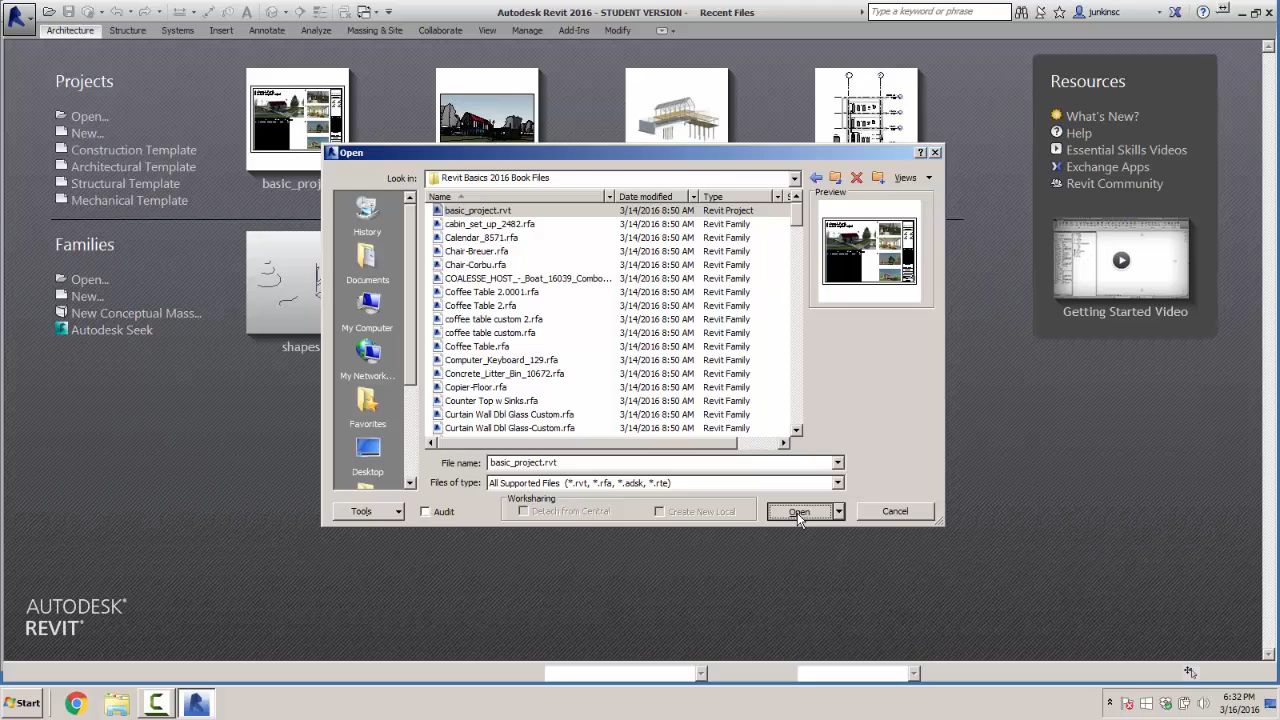 Autodesk Revit 2016 - STUDENT VERSION - Recent Files
Type a keyword or phrase
junkinsc
Architecture Structure Systems Insert Annotate Analyze Massing & Site Collaborate View Manage Add-Ins Modify
Projects
Open...
New...
Construction Template
Architectural Template
Structural Template
Mechanical Template
basic_proj
Families
Open...
New...
New Conceptual Mass...
Autodesk Seek
shapes
Resources
What's New?
Help
Essential Skills Videos
Exchange Apps
Revit Community
Getting Started Video
Open
Look in: Revit Basics 2016 Book Files
Views
History
Documents
My Computer
My Network...
Favorites
Desktop
Name Date modified Type S
basic_project.rvt 3/14/2016 8:50 AM Revit Project
cabin_set_up_2482.rfa 3/14/2016 8:50 AM Revit Family
Calendar_8571.rfa 3/14/2016 8:50 AM Revit Family
Chair-Breuer.rfa 3/14/2016 8:50 AM Revit Family
Chair-Corbu.rfa 3/14/2016 8:50 AM Revit Family
COALESSE_HOST_-_Boat_16039_Combo... 3/14/2016 8:50 AM Revit Family
Coffee Table 2.0001.rfa 3/14/2016 8:50 AM Revit Family
Coffee Table 2.rfa 3/14/2016 8:50 AM Revit Family
coffee table custom 2.rfa 3/14/2016 8:50 AM Revit Family
coffee table custom.rfa 3/14/2016 8:50 AM Revit Family
Coffee Table.rfa 3/14/2016 8:50 AM Revit Family
Computer_Keyboard_129.rfa 3/14/2016 8:50 AM Revit Family
Concrete_Litter_Bin_10672.rfa 3/14/2016 8:50 AM Revit Family
Copier-Floor.rfa 3/14/2016 8:50 AM Revit Family
Counter Top w Sinks.rfa 3/14/2016 8:50 AM Revit Family
Curtain Wall Dbl Glass Custom.rfa 3/14/2016 8:50 AM Revit Family
Curtain Wall Dbl Glass-Custom.rfa 3/14/2016 8:50 AM Revit Family
Preview
File name: basic_project.rvt
Files of type: All Supported Files (*.rvt, *.rfa, *.adsk, *.rte)
Worksharing
Tools Audit Detach from Central Create New Local Open Cancel
AUTODESK®
REVIT®
Start
6:32 PM
3/16/2016